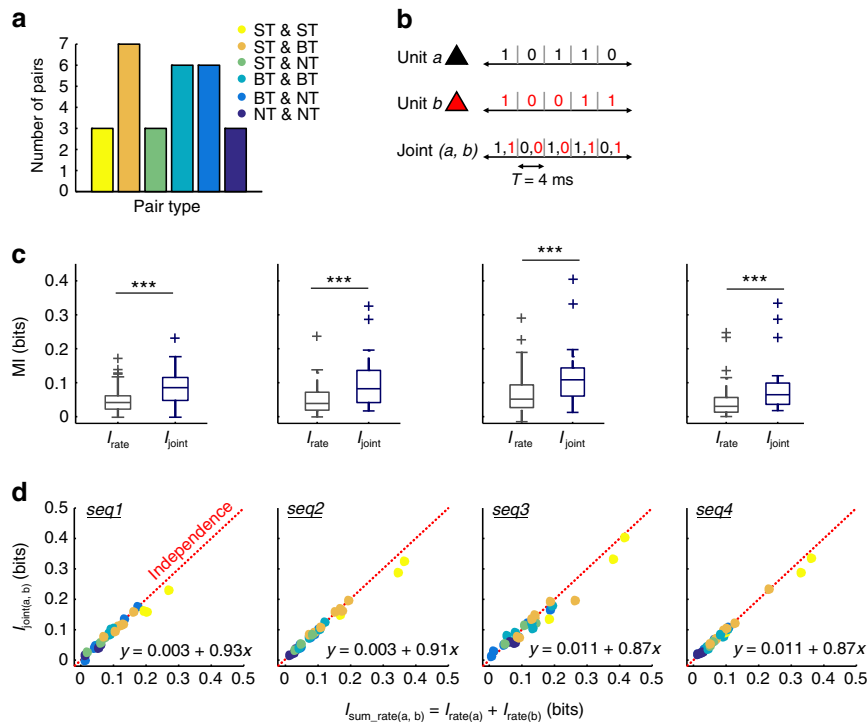 a
ST & ST
ST & BT
ST & NT
BT & BT
BT & NT
NT & NT
Number of pairs
7
6
5
4
3
2
1
0
Pair type
b
Unit a 1 0 1 1 0
Unit b 1 0 0 1 1
Joint (a, b) 1,1 0,0 1,0 1,1 0,1
T = 4 ms
c
MI (bits)
0.4
0.3
0.2
0.1
0
*** *** *** ***
Irate Ijoint Irate Ijoint Irate Ijoint Irate Ijoint
d
Ijoint(a, b) (bits)
0.5
0.4
0.3
0.2
0.1
0
seq1 seq2 seq3 seq4
Independence
y = 0.003 + 0.93x y = 0.003 + 0.91x y = 0.011 + 0.87x y = 0.011 + 0.87x
0 0.1 0.2 0.3 0.4 0.5 0 0.1 0.2 0.3 0.4 0.5 0 0.1 0.2 0.3 0.4 0.5 0 0.1 0.2 0.3 0.4 0.5
Isum_rate(a, b) = Irate(a) + Irate(b) (bits)